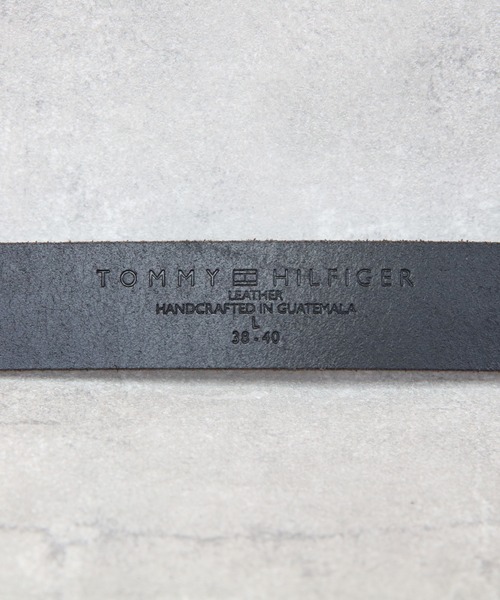 TOMMY HILFIGER
LEATHER
HANDCRAFTED IN GUATEMALA
L
38 - 40